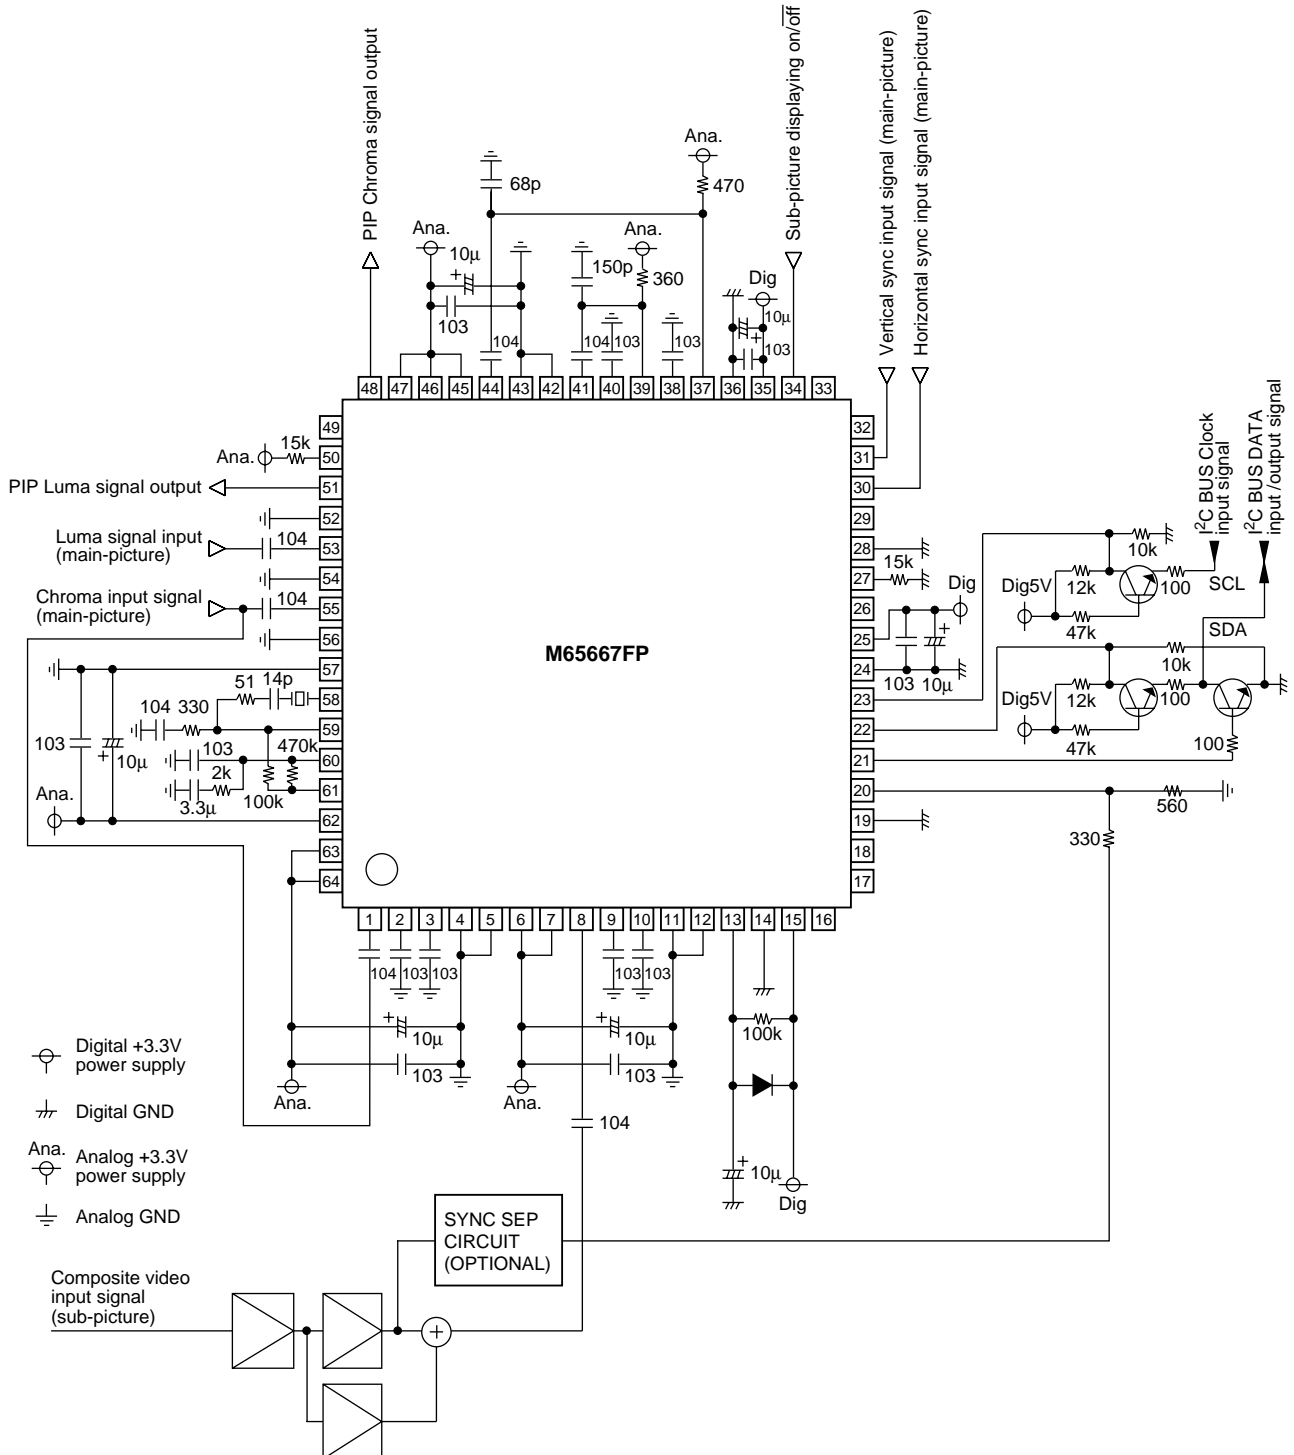 PIP Chroma signal output
Sub-picture displaying on/off
Vertical sync input signal (main-picture)
Horizontal sync input signal (main-picture)
Ana.
68p
470
Ana.
10µ
103
150p
Ana.
360
Dig
10µ
103
104
104
103
103
48
47
46
45
44
43
42
41
40
39
38
37
36
35
34
33
49
50
51
52
53
54
55
56
57
58
59
60
61
62
63
64
32
31
30
29
28
27
26
25
24
23
22
21
20
19
18
17
1
2
3
4
5
6
7
8
9
10
11
12
13
14
15
16
M65667FP
Ana.
15k
PIP Luma signal output
Luma signal input
(main-picture)
104
Chroma input signal
(main-picture)
104
51
14p
104
330
103
10µ
103
470k
2k
3.3µ
100k
Ana.
I2C BUS Clock
input signal
I2C BUS DATA
input /output signal
10k
15k
Dig
Dig5V
12k
100
SCL
47k
SDA
103
10µ
10k
Dig5V
12k
100
47k
100
560
330
104
103
103
103
103
10µ
103
Ana.
10µ
103
Ana.
104
100k
10µ
Dig
Digital +3.3V
power supply
Digital GND
Ana.
Analog +3.3V
power supply
Analog GND
SYNC SEP
CIRCUIT
(OPTIONAL)
Composite video
input signal
(sub-picture)
+